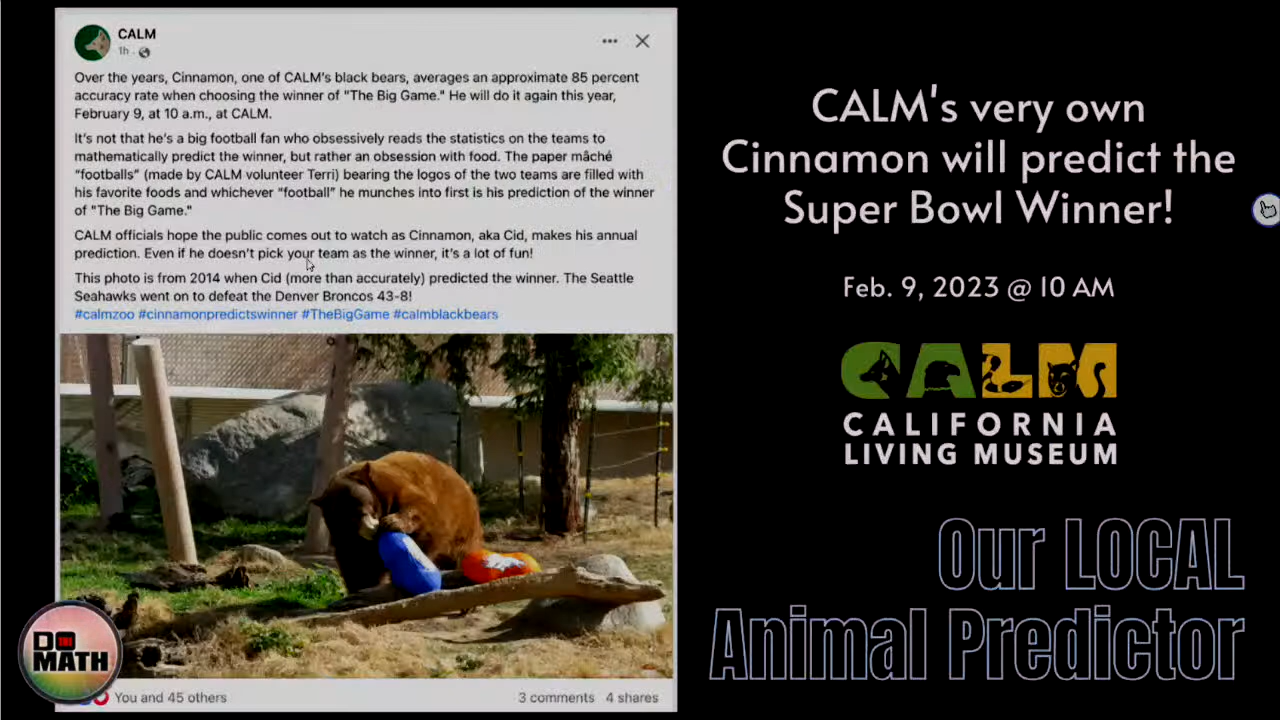 CALM
1h
Over the years, Cinnamon, one of CALM's black bears, averages an approximate 85 percent
accuracy rate when choosing the winner of "The Big Game." He will do it again this year,
February 9, at 10 a.m., at CALM.
It's not that he's a big football fan who obsessively reads the statistics on the teams to
mathematically predict the winner, but rather an obsession with food. The paper mâché
"footballs" (made by CALM volunteer Terri) bearing the logos of the two teams are filled with
his favorite foods and whichever "football" he munches into first is his prediction of the winner
of "The Big Game."
CALM officials hope the public comes out to watch as Cinnamon, aka Cid, makes his annual
prediction. Even if he doesn't pick your team as the winner, it's a lot of fun!
This photo is from 2014 when Cid (more than accurately) predicted the winner. The Seattle
Seahawks went on to defeat the Denver Broncos 43-8!
#calmzoo #cinnamonpredictswinner #TheBigGame #calmblackbears
You and 45 others
3 comments 4 shares
DO THE
MATH
CALM's very own
Cinnamon will predict the
Super Bowl Winner!
Feb. 9, 2023 @ 10 AM
CALM
CALIFORNIA
LIVING MUSEUM
Our LOCAL
Animal Predictor